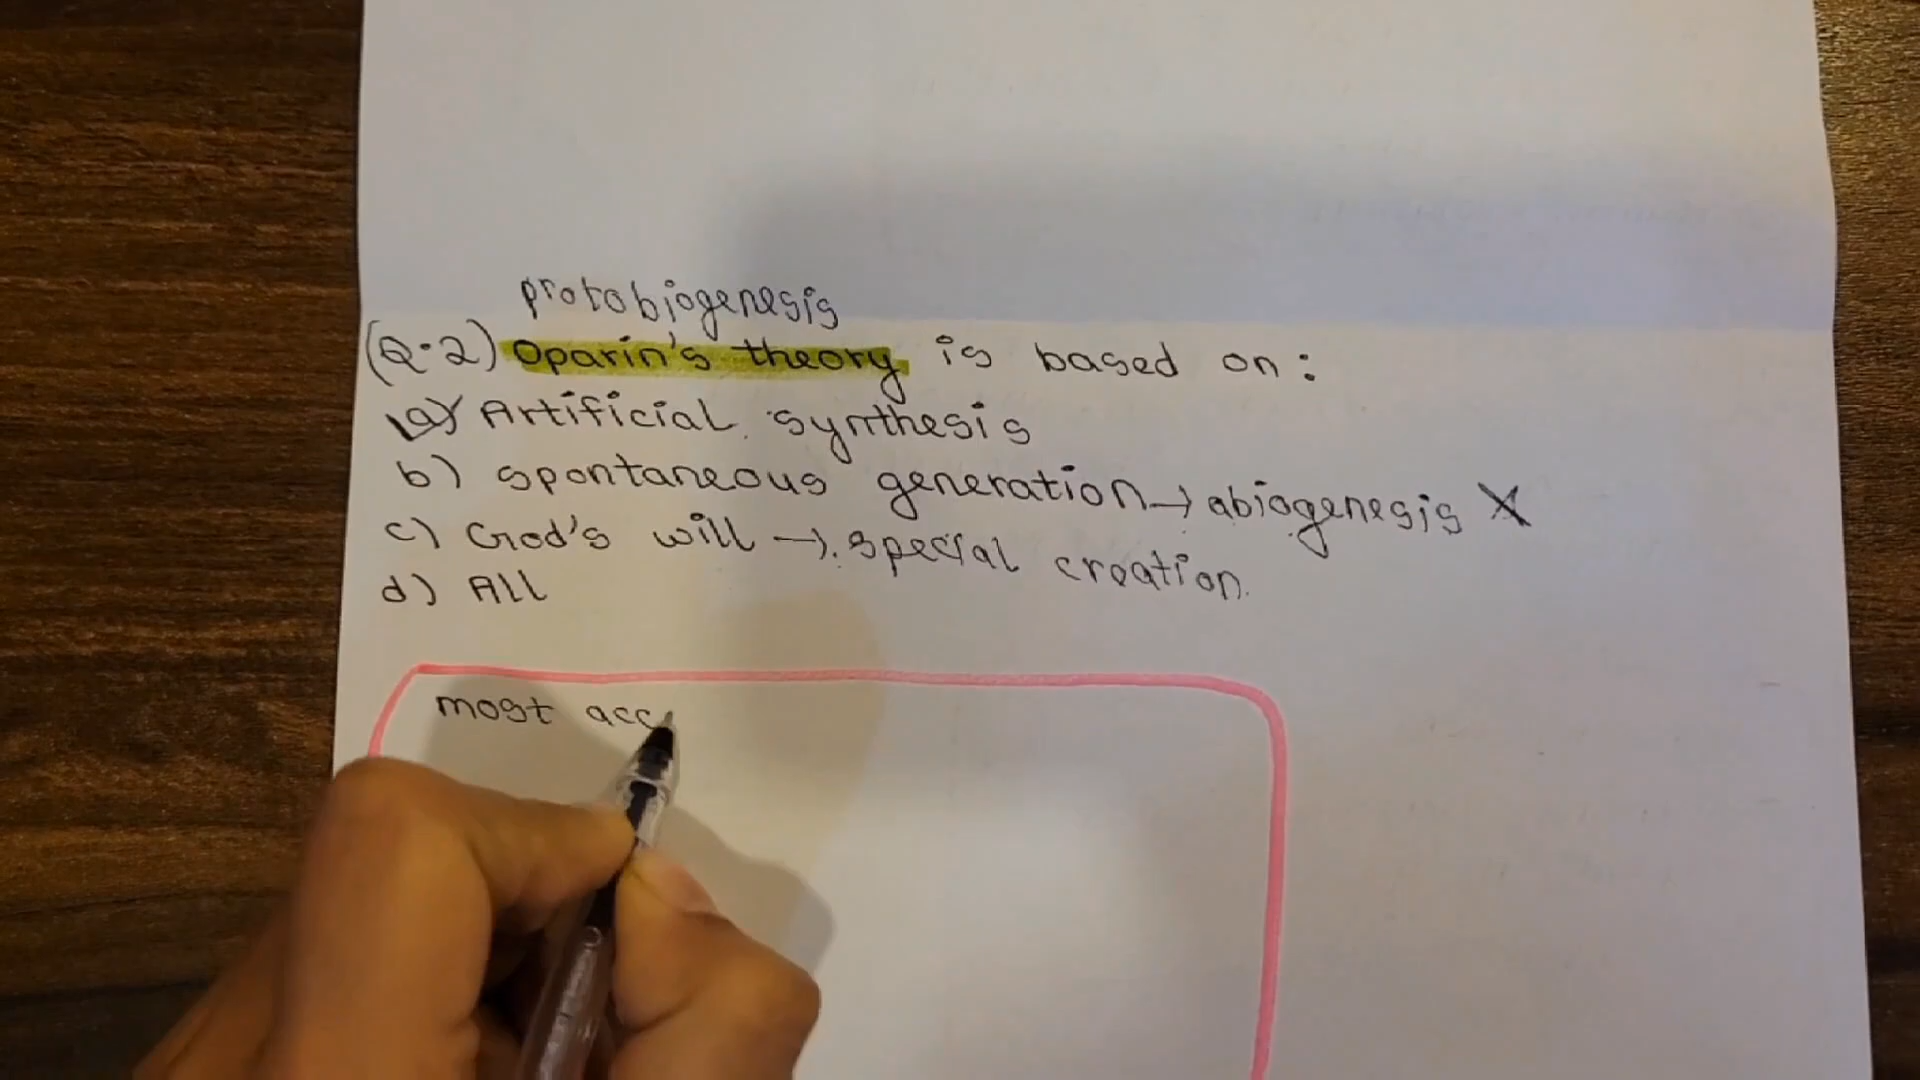 protobiogenesis
(Q.2) Oparin's theory is based on:
a) Artificial synthesis
b) spontaneous generation → abiogenesis X
c) God's will → special creation.
d) All
most acc